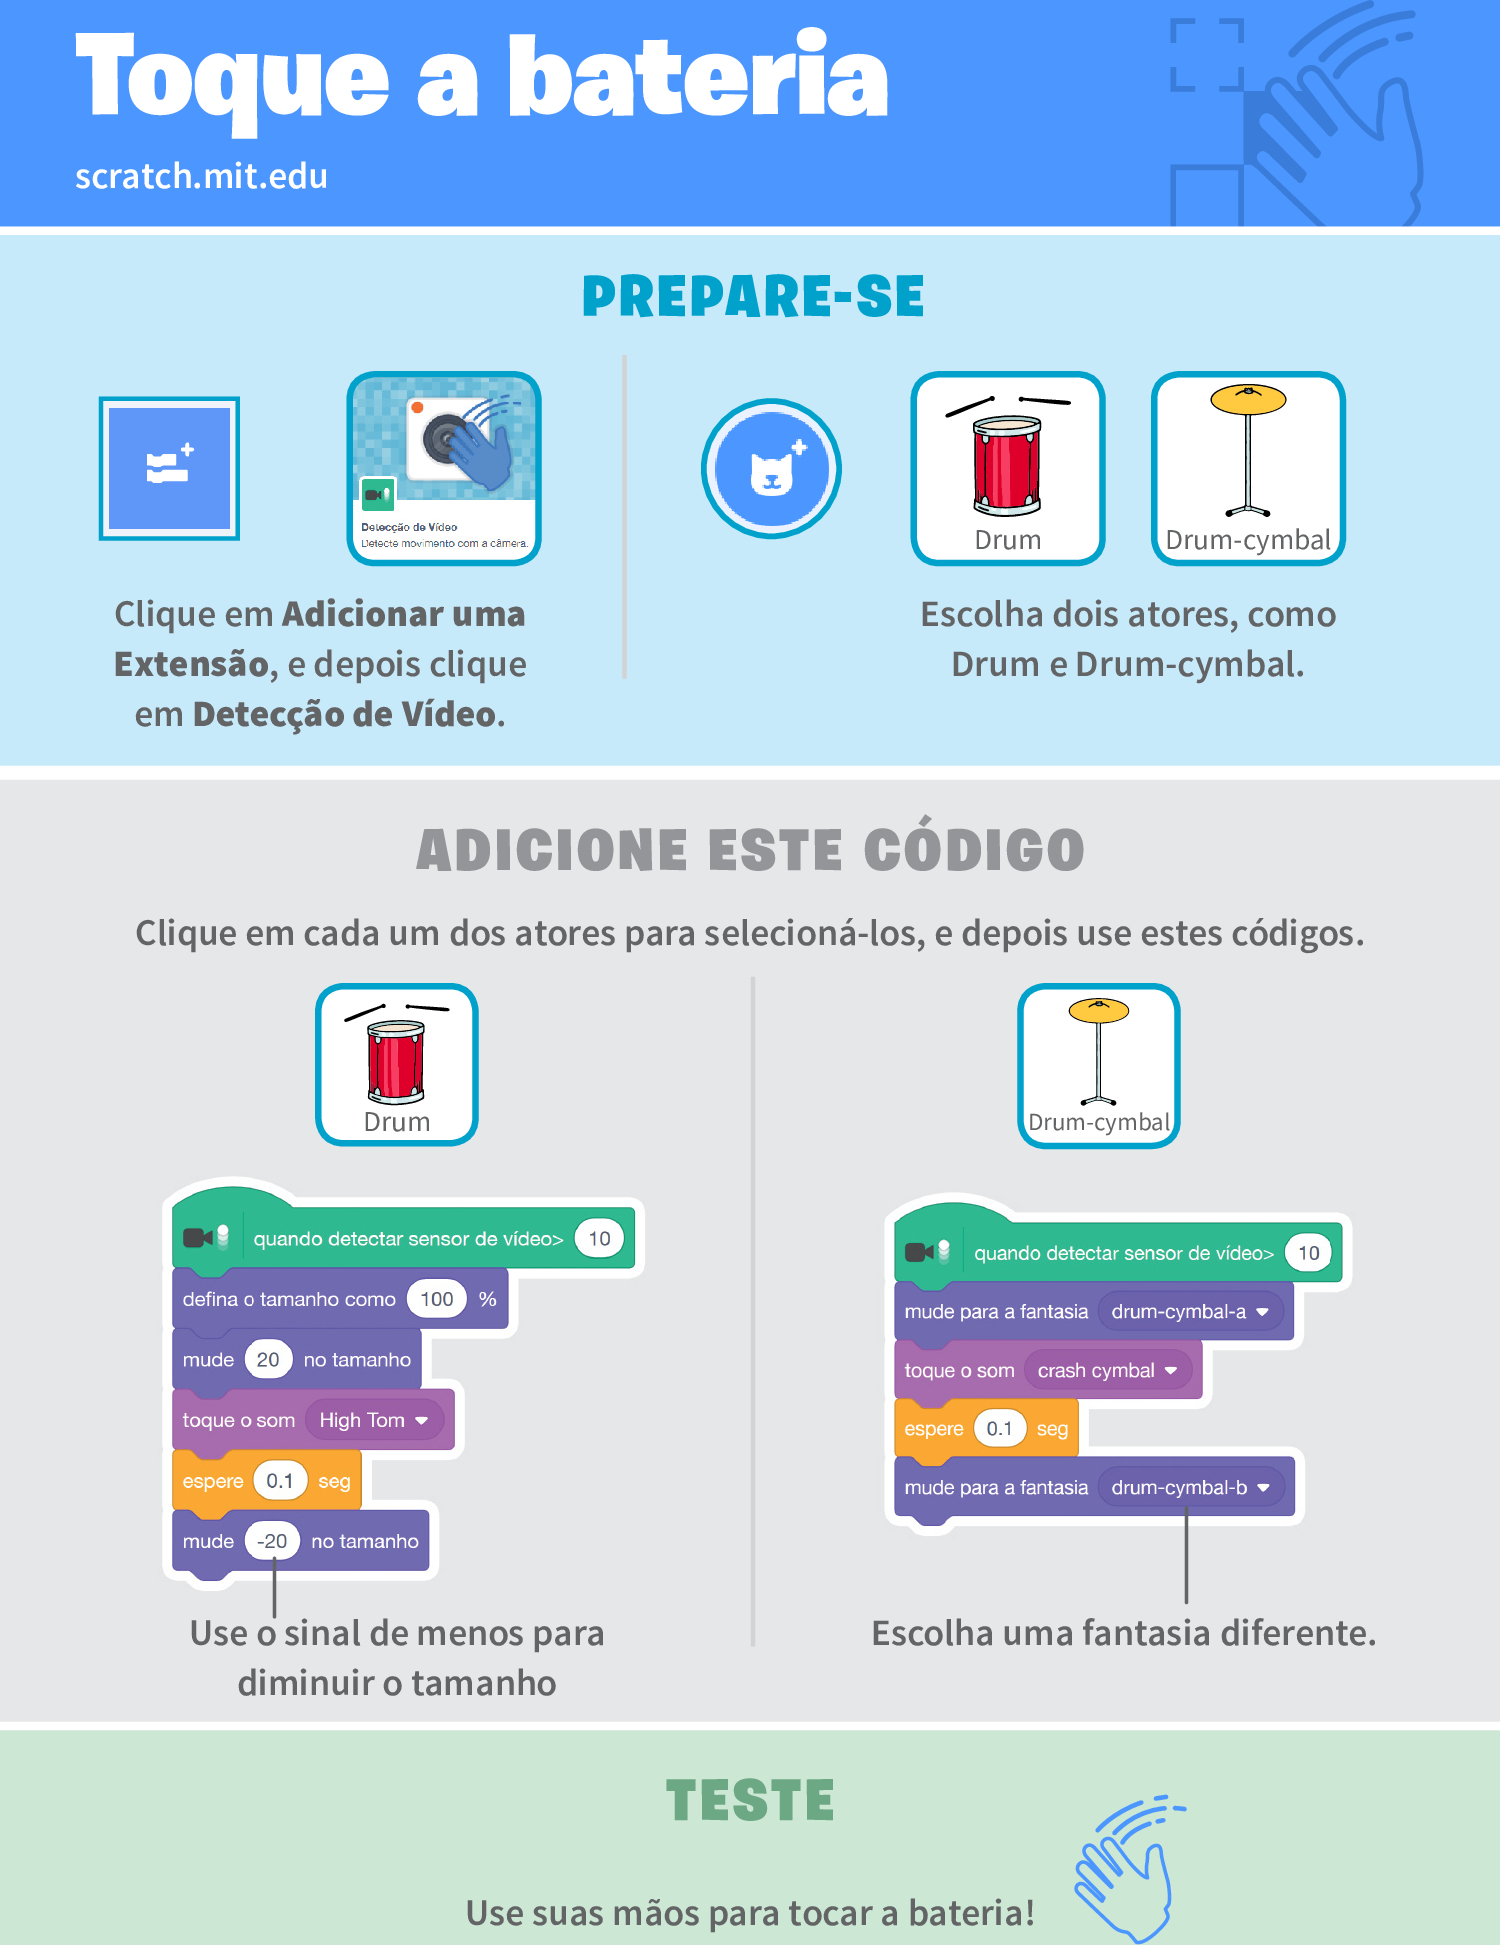 Toque a bateria
scratch.mit.edu
PREPARE-SE
Detecção de Vídeo
Detecte movimento com a câmera.
Clique em Adicionar uma
Extensão, e depois clique
em Detecção de Vídeo.
Drum
Drum-cymbal
Escolha dois atores, como
Drum e Drum-cymbal.
ADICIONE ESTE CÓDIGO
Clique em cada um dos atores para selecioná-los, e depois use estes códigos.
Drum
quando detectar sensor de vídeo> 10
defina o tamanho como 100 %
mude 20 no tamanho
toque o som High Tom
espere 0.1 seg
mude -20 no tamanho
Use o sinal de menos para
diminuir o tamanho
Drum-cymbal
quando detectar sensor de vídeo> 10
mude para a fantasia drum-cymbal-a
toque o som crash cymbal
espere 0.1 seg
mude para a fantasia drum-cymbal-b
Escolha uma fantasia diferente.
TESTE
Use suas mãos para tocar a bateria!